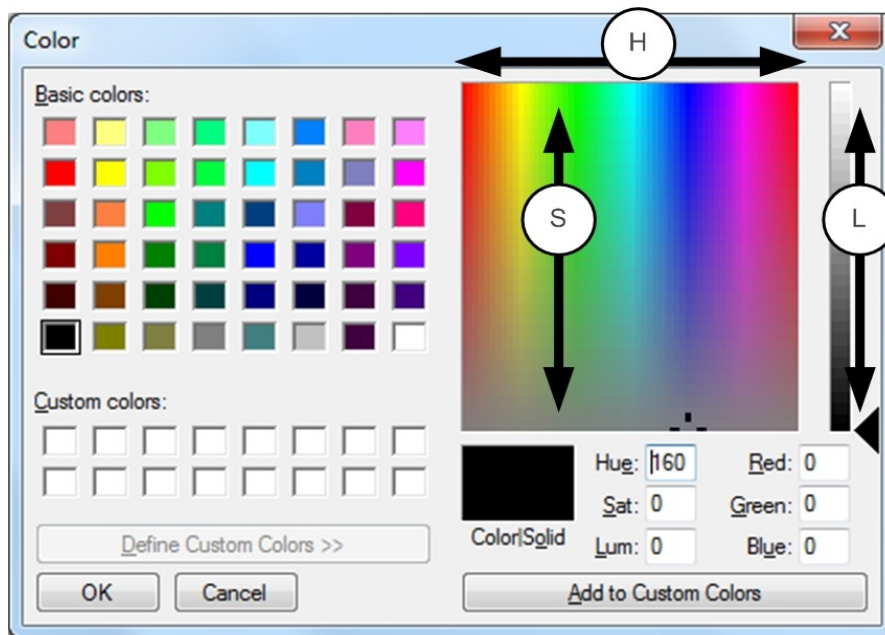 Color
H
Basic colors:
S
L
Custom colors:
Hue: 160 Red: 0
Sat: 0 Green: 0
Define Custom Colors >>
Color|Solid
Lum: 0 Blue: 0
OK Cancel
Add to Custom Colors